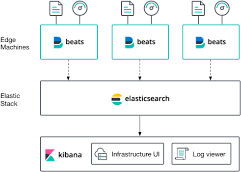 Edge
Machines
beats
beats
beats
Elastic
Stack
elasticsearch
kibana
Infrastructure UI
Log viewer